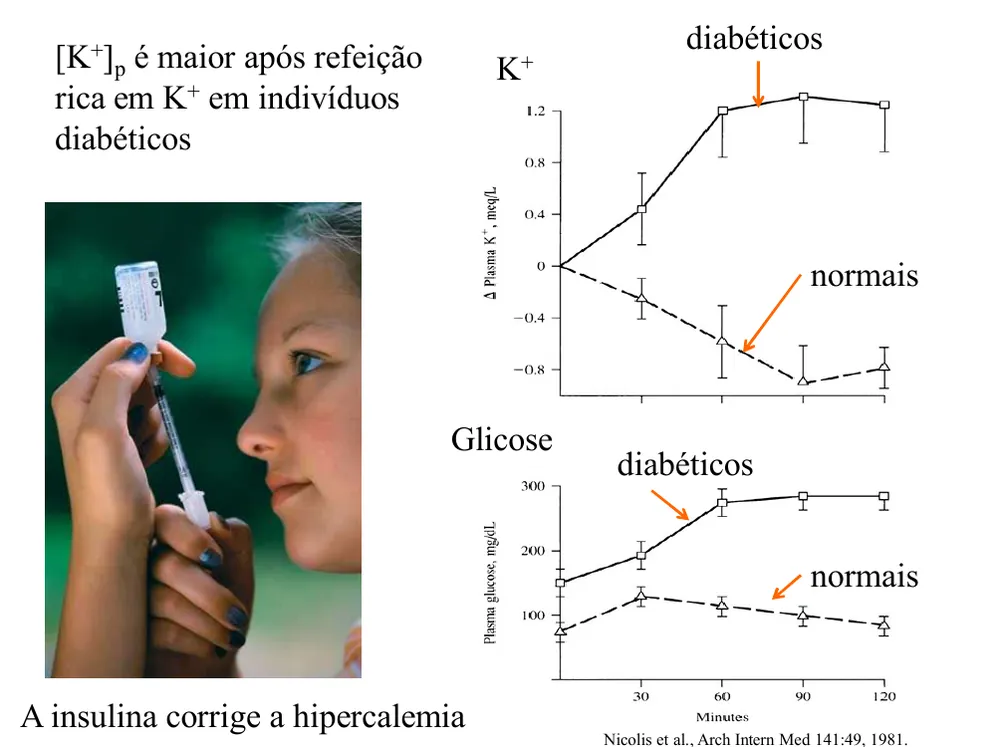 [K⁺]ₚ é maior após refeição
rica em K⁺ em indivíduos
diabéticos
A insulina corrige a hipercalemia
K⁺
diabéticos
1.2
0.8
0.4
0
−0.4
−0.8
Δ Plasma K⁺, meq/L
normais
Glicose
diabéticos
300
200
100
Plasma glucose, mg/dL
normais
30 60 90 120
Minutes
Nicolis et al., Arch Intern Med 141:49, 1981.